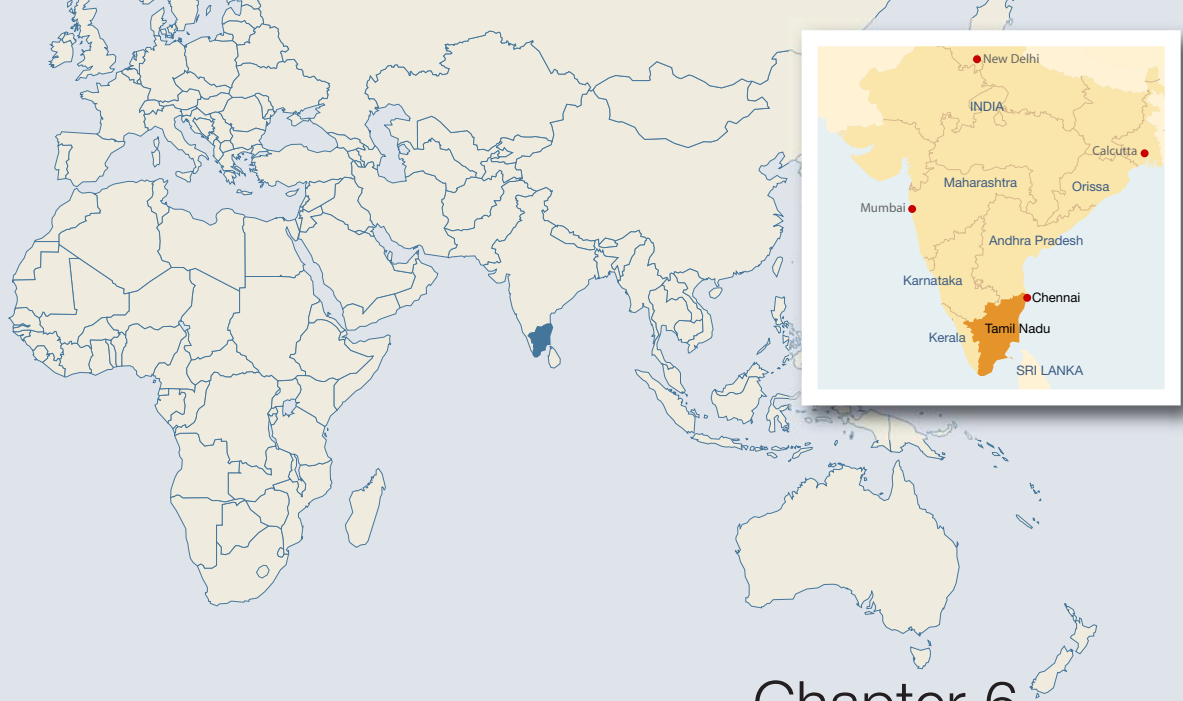 New Delhi
INDIA
Calcutta
Maharashtra
Orissa
Mumbai
Andhra Pradesh
Karnataka
Chennai
Tamil Nadu
Kerala
SRI LANKA
Chapter 6